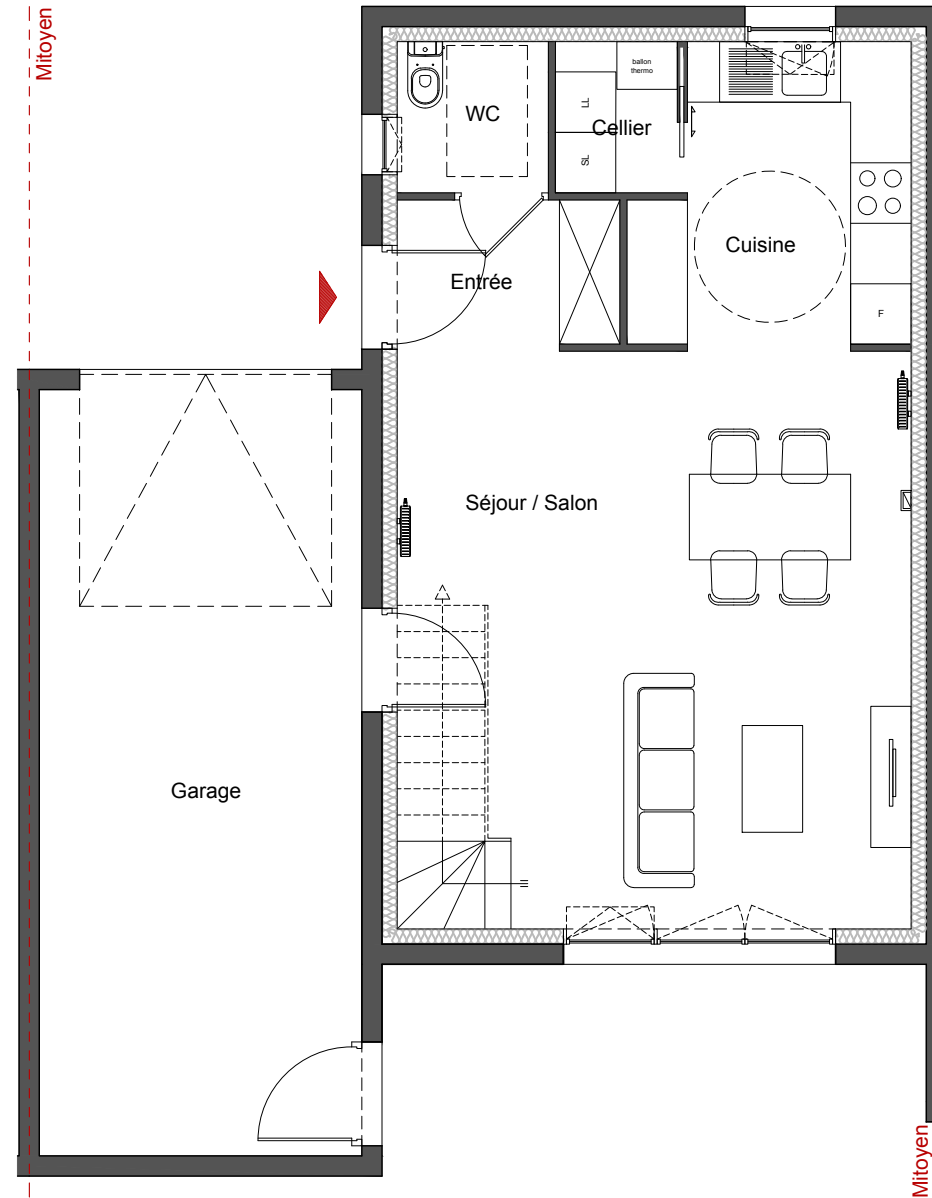 Mitoyen
ballon
thermo
WC
LL
Cellier
SL
Cuisine
Entrée
F
Séjour / Salon
Garage
Mitoyen